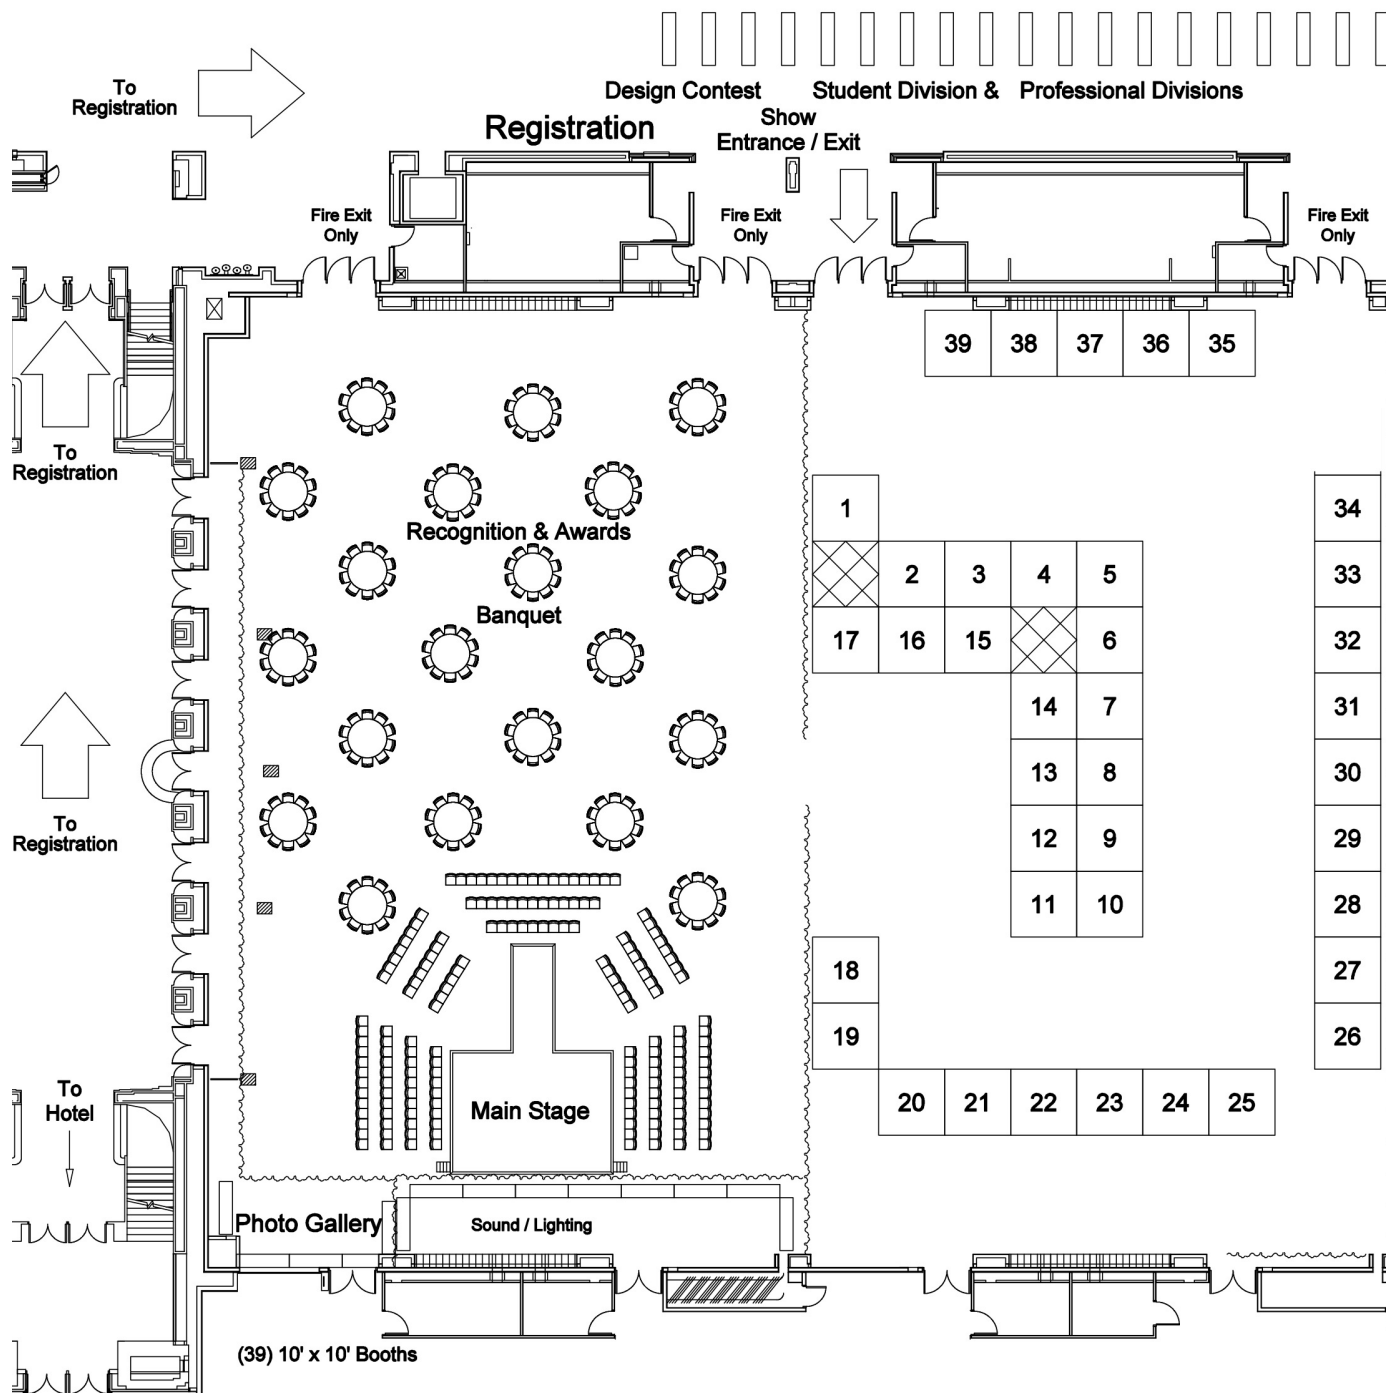 Design Contest
Student Division & Professional Divisions
To
Registration
Registration
Show
Entrance / Exit
Fire Exit
Only
Fire Exit
Only
Fire Exit
Only
39 38 37 36 35
To
Registration
1
34
Recognition & Awards
2 3 4 5
33
Banquet
17 16 15 6
32
14 7
31
13 8
30
To
Registration
12 9
29
11 10
28
18
27
19
26
To
Hotel
Main Stage
20 21 22 23 24 25
Photo Gallery
Sound / Lighting
(39) 10' x 10' Booths